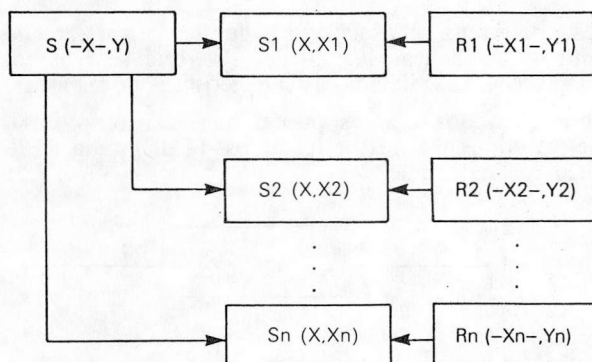 S (–X–,Y) S1 (X,X1) R1 (–X1–,Y1)
S2 (X,X2) R2 (–X2–,Y2)
Sn (X,Xn) Rn (–Xn–,Yn)